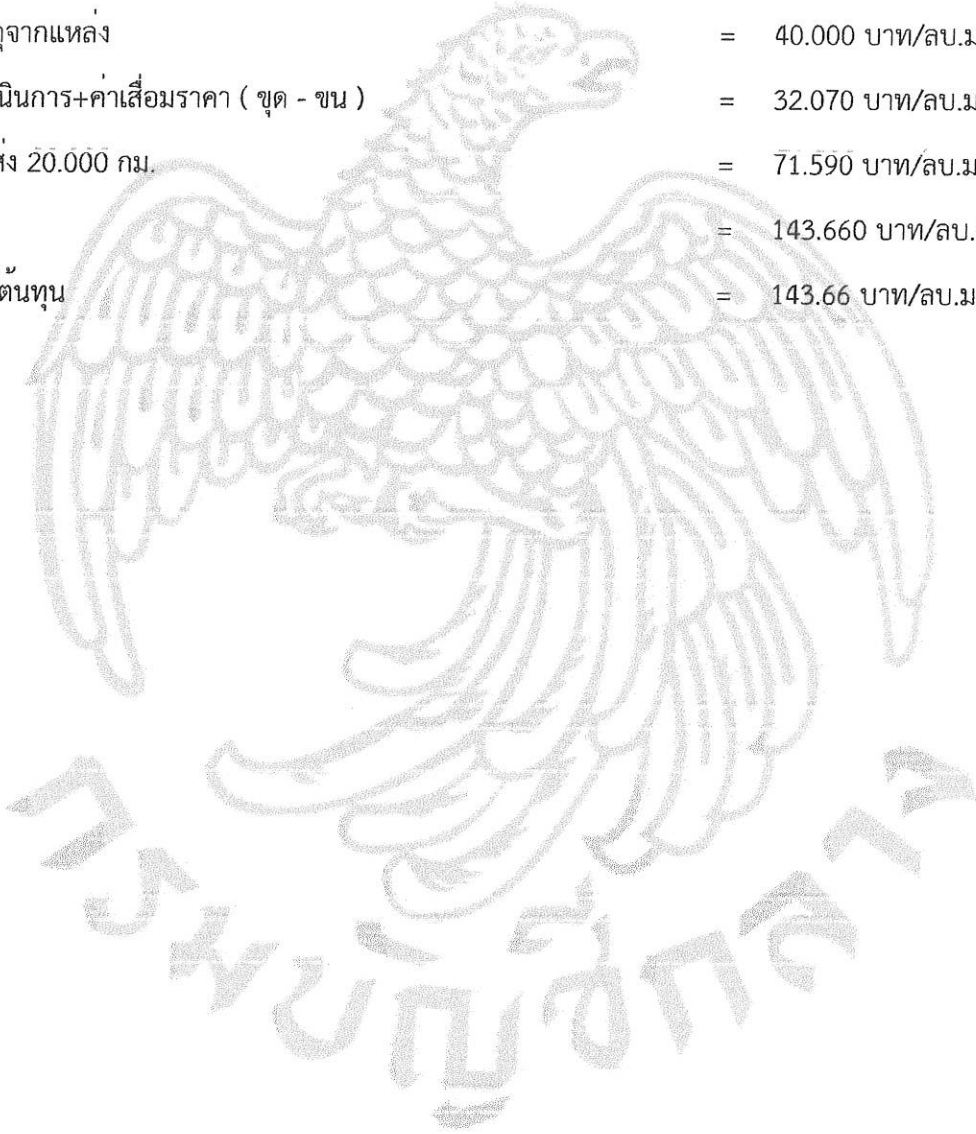 ุจากแหล่ง = 40.000 บาท/ลบ.ม
นินการ+ค่าเสื่อมราคา ( ขุด - ขน ) = 32.070 บาท/ลบ.ม
ส่ง 20.000 กม. = 71.590 บาท/ลบ.ม
= 143.660 บาท/ลบ.
ต้นทุน = 143.66 บาท/ลบ.ม
กรมบัญชีกลาง